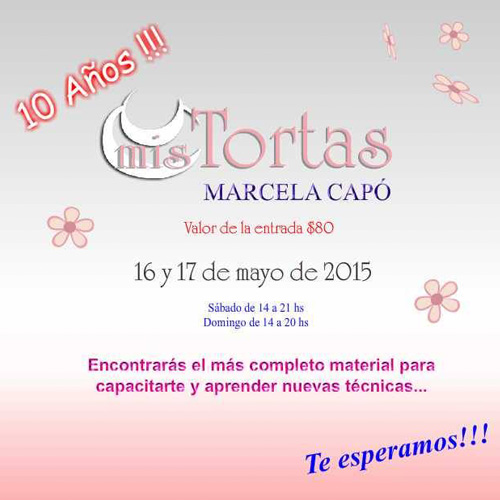 10 Años !!!
mis Tortas
MARCELA CAPÓ
Valor de la entrada $80
16 y 17 de mayo de 2015
Sábado de 14 a 21 hs
Domingo de 14 a 20 hs
Encontrarás el más completo material para
capacitarte y aprender nuevas técnicas...
Te esperamos!!!